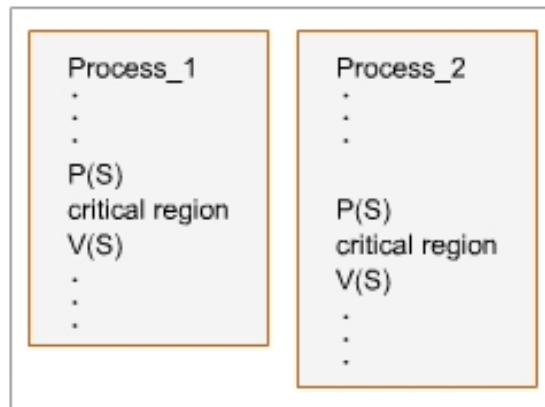 Process_1
.
.
.
P(S)
critical region
V(S)
.
.
.
Process_2
.
.
.
P(S)
critical region
V(S)
.
.
.